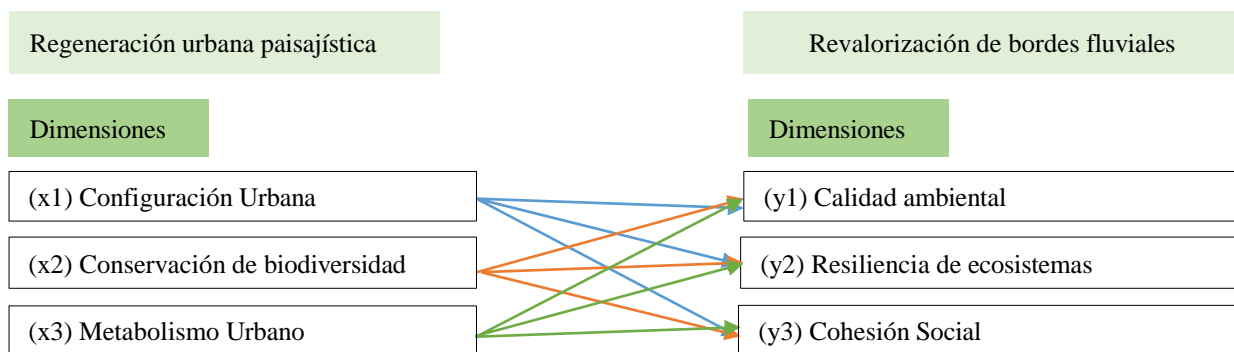 Regeneración urbana paisajística
Revalorización de bordes fluviales
Dimensiones
Dimensiones
(x1) Configuración Urbana
(y1) Calidad ambiental
(x2) Conservación de biodiversidad
(y2) Resiliencia de ecosistemas
(x3) Metabolismo Urbano
(y3) Cohesión Social